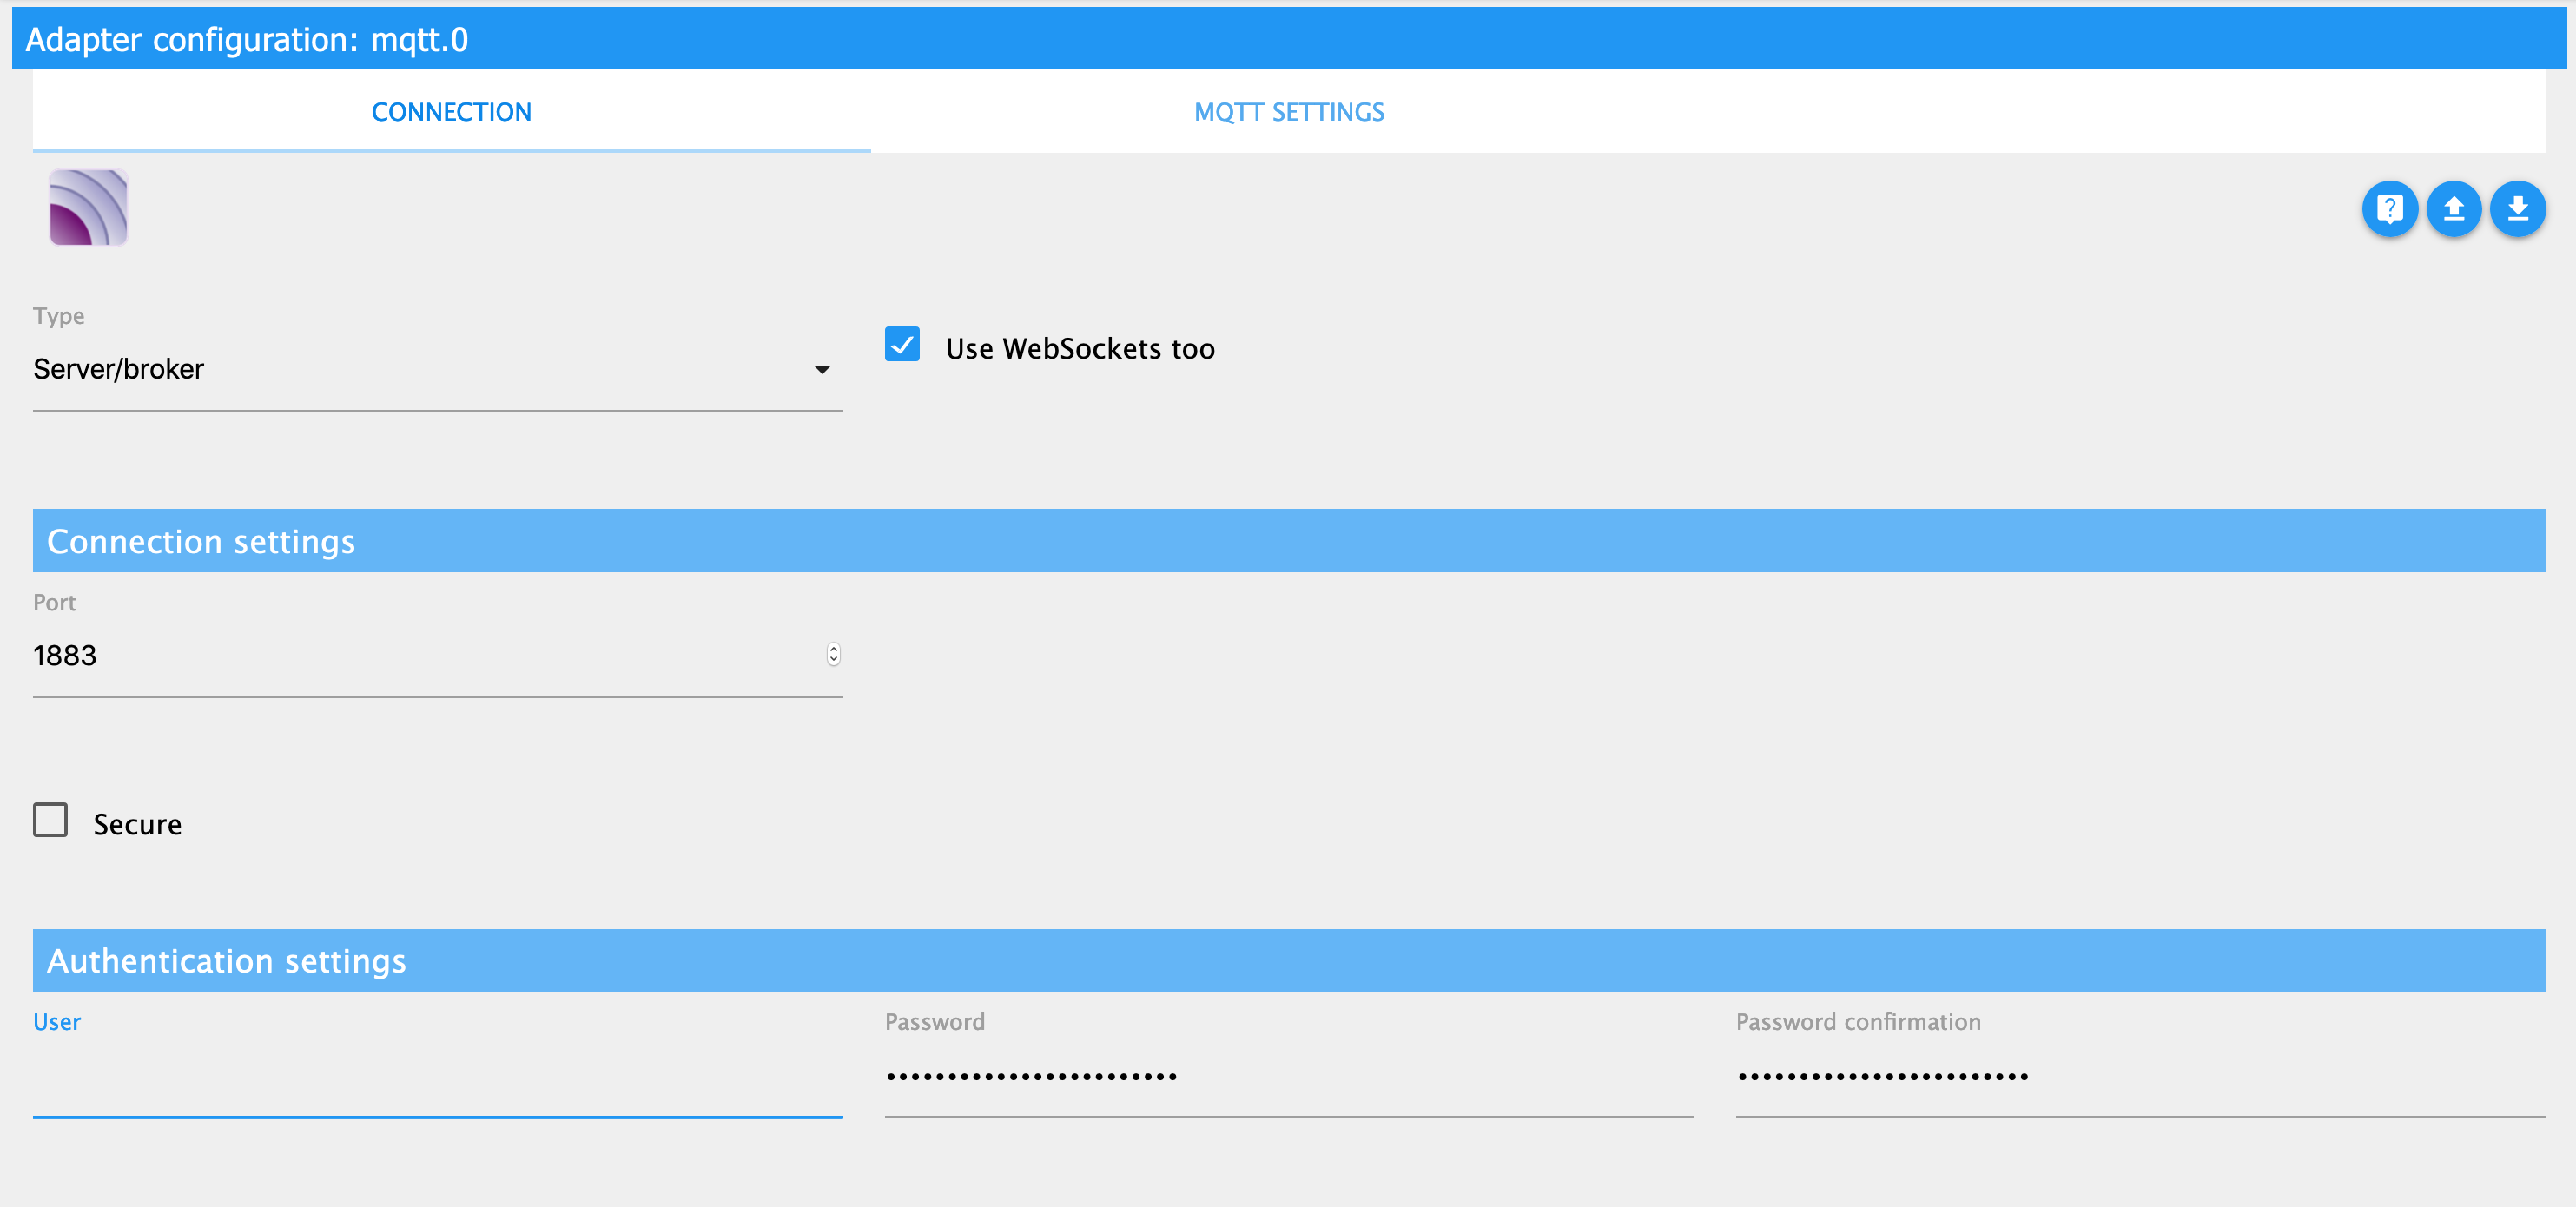 Adapter configuration: mqtt.0
CONNECTION
MQTT SETTINGS
Type
Server/broker
Use WebSockets too
Connection settings
Port
1883
Secure
Authentication settings
User
Password
Password confirmation
••••••••••••••••••••••••
••••••••••••••••••••••••